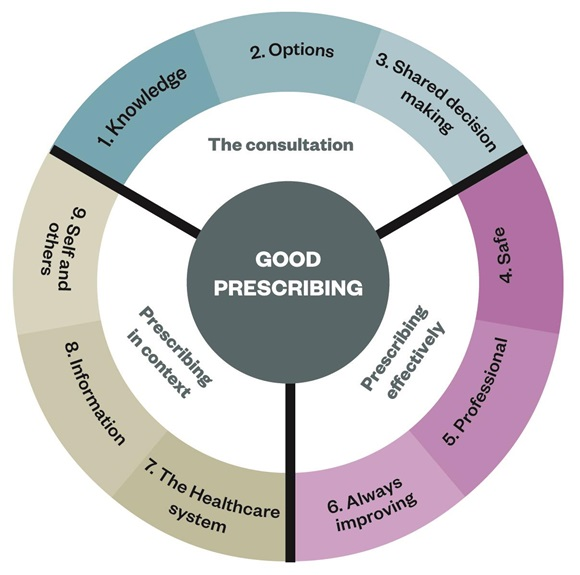 1. Knowledge
2. Options
3. Shared decision
making
The consultation
4. Safe
5. Professional
6. Always
improving
Prescribing
effectively
7. The Healthcare
system
8. Information
9. Self and
others
Prescribing
in context
GOOD
PRESCRIBING